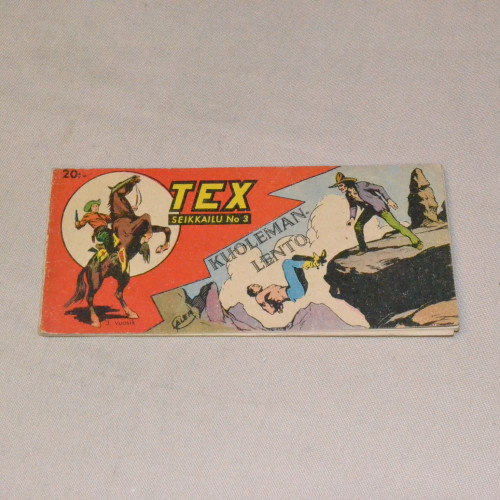 20:-
TEX
SEIKKAILU No 3
KUOLEMAN-
LENTO